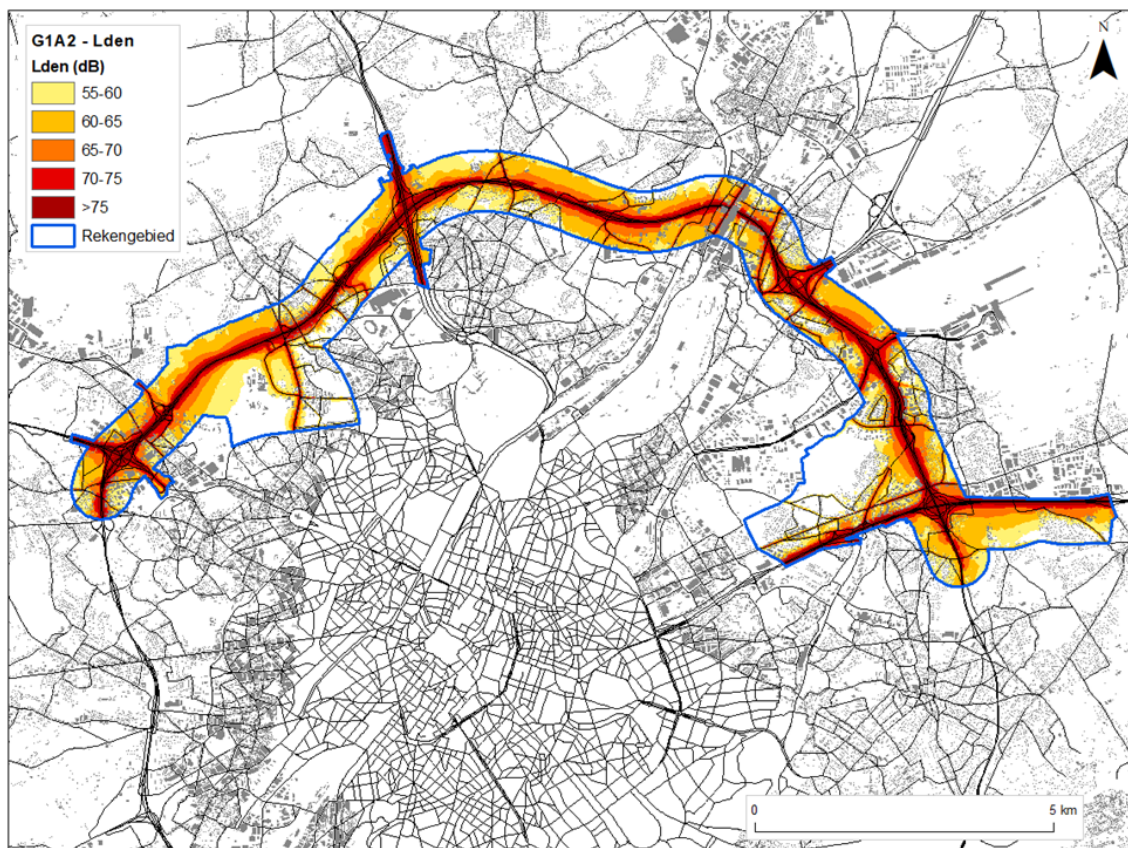 G1A2 - Lden
Lden (dB)
55-60
60-65
65-70
70-75
>75
Rekengebied
N
0 5 km